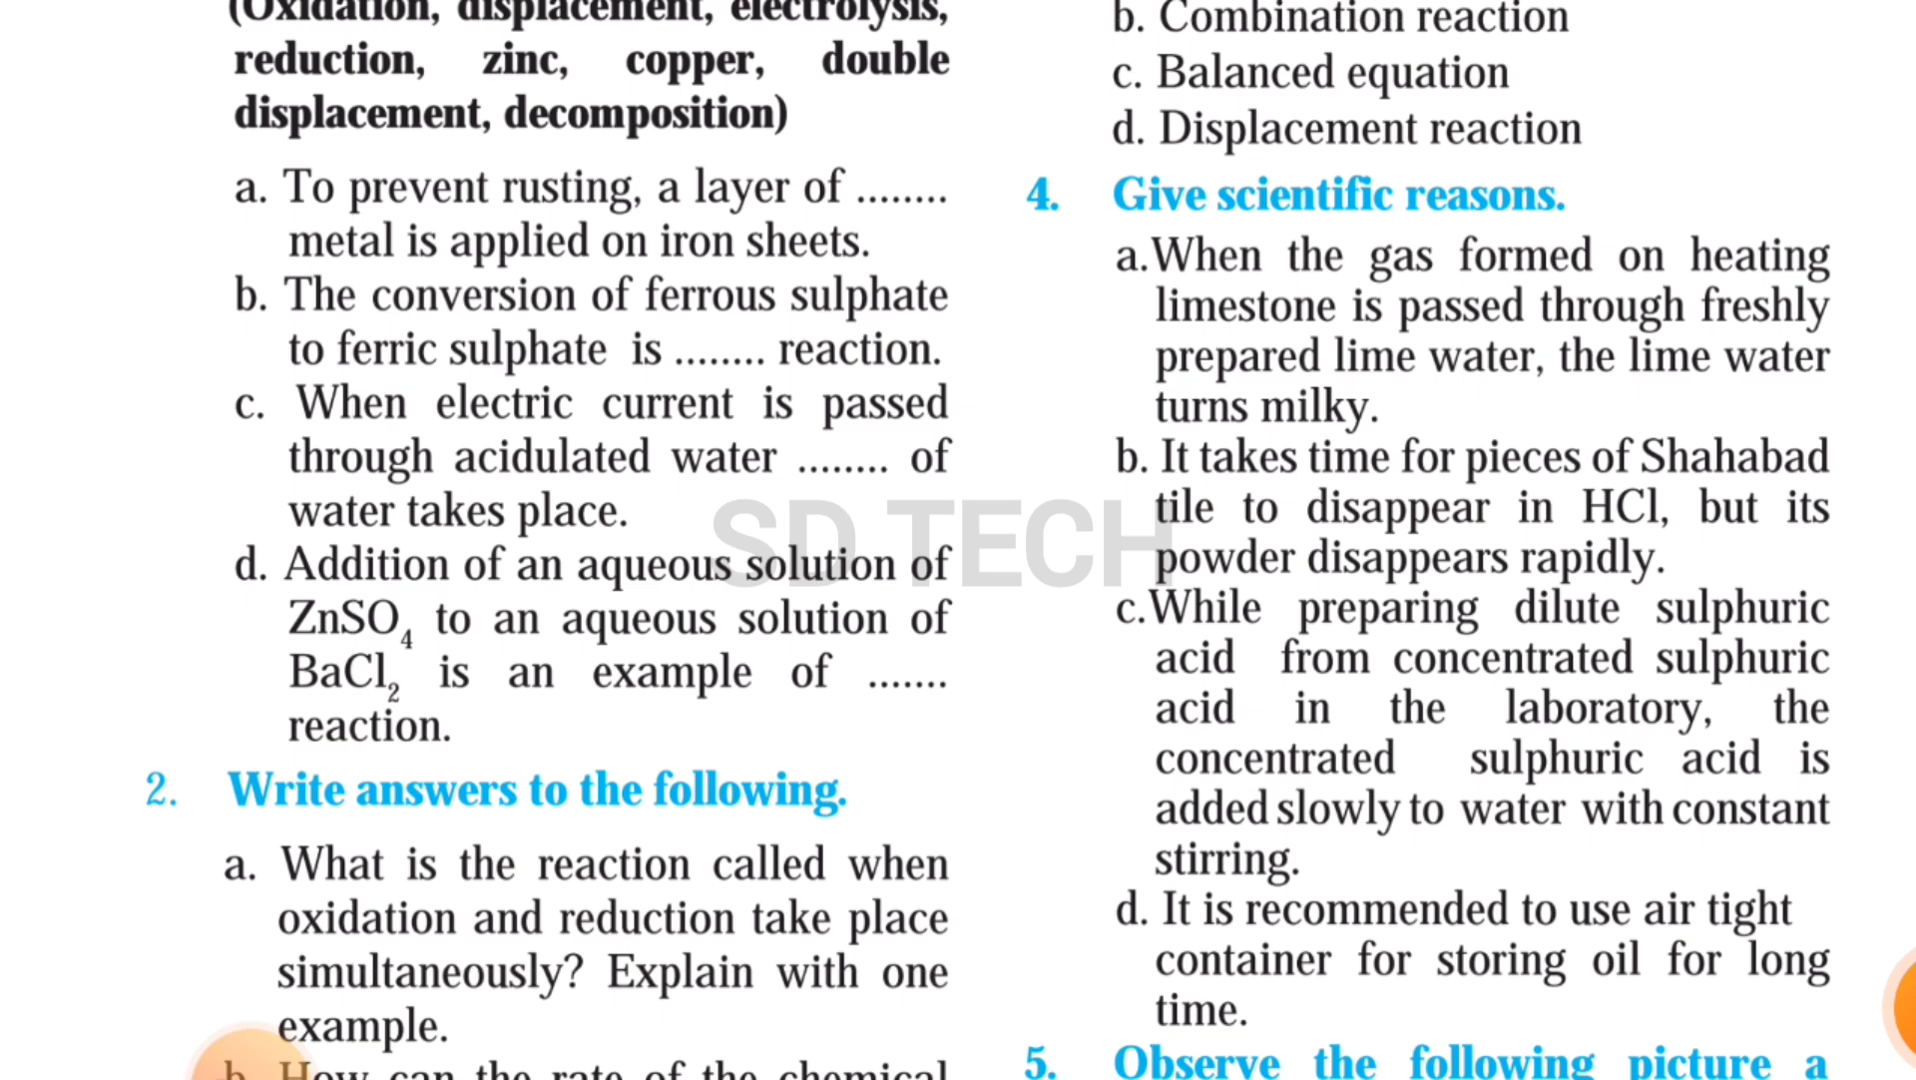 (Oxidation, displacement, electrolysis,
reduction, zinc, copper, double
displacement, decomposition)
a. To prevent rusting, a layer of ........
metal is applied on iron sheets.
b. The conversion of ferrous sulphate
to ferric sulphate is ........ reaction.
c. When electric current is passed
through acidulated water ........ of
water takes place.
d. Addition of an aqueous solution of
ZnSO₄ to an aqueous solution of
BaCl₂ is an example of .......
reaction.
2. Write answers to the following.
a. What is the reaction called when
oxidation and reduction take place
simultaneously? Explain with one
example.
b. How can the rate of the chemical
b. Combination reaction
c. Balanced equation
d. Displacement reaction
4. Give scientific reasons.
a.When the gas formed on heating
limestone is passed through freshly
prepared lime water, the lime water
turns milky.
b. It takes time for pieces of Shahabad
tile to disappear in HCl, but its
powder disappears rapidly.
c.While preparing dilute sulphuric
acid from concentrated sulphuric
acid in the laboratory, the
concentrated sulphuric acid is
added slowly to water with constant
stirring.
d. It is recommended to use air tight
container for storing oil for long
time.
5. Observe the following picture a
SD TECH